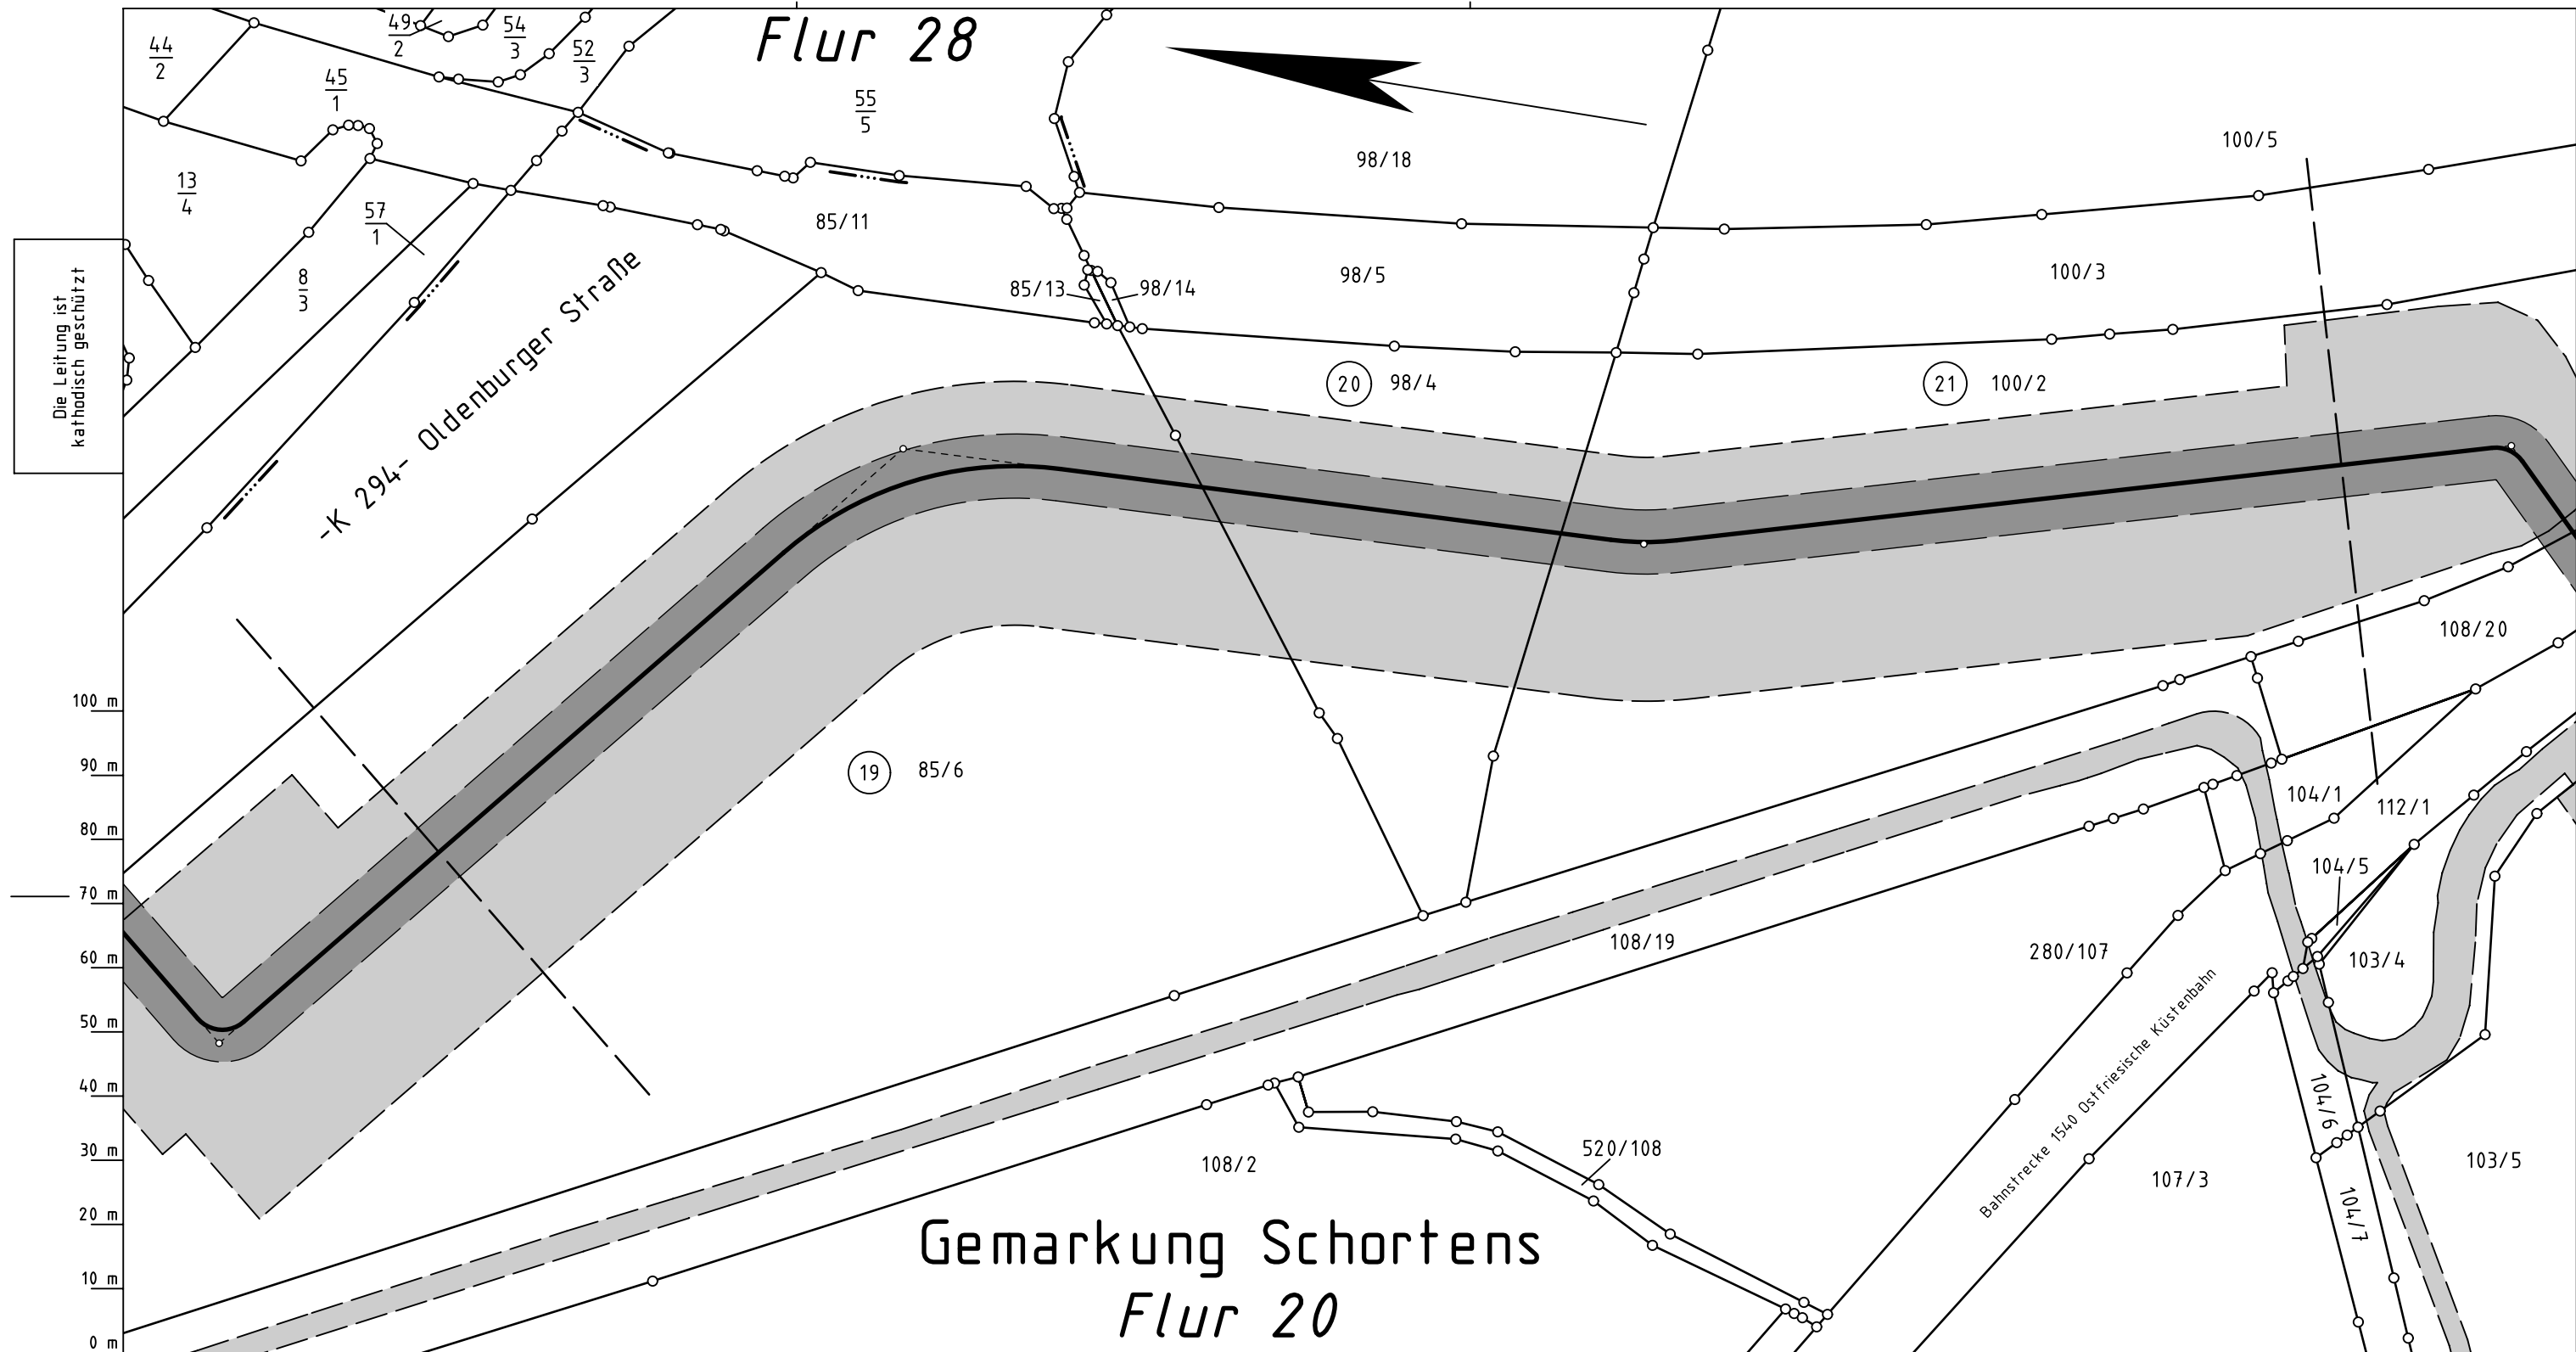 Flur 28
44
2
49
2
54
3
52
3
45
1
55
5
13
4
57
1
8
3
98/18
100/5
85/11
98/5
100/3
85/13
98/14
Die Leitung ist
kathodisch geschützt
-K 294- Oldenburger Straße
20
98/4
21
100/2
108/20
19
85/6
104/1
112/1
104/5
108/19
280/107
103/4
Bahnstrecke 1540 Ostfriesische Küstenbahn
104/6
520/108
108/2
107/3
103/5
104/7
100 m
90 m
80 m
70 m
60 m
50 m
40 m
30 m
20 m
10 m
0 m
Gemarkung Schortens
Flur 20